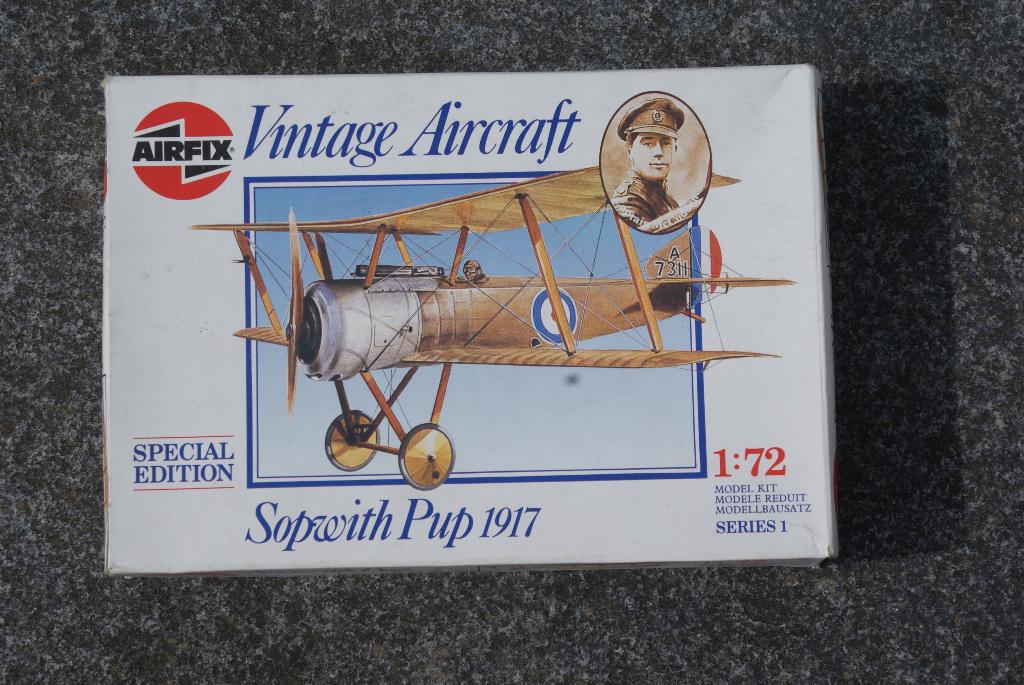 AIRFIX®
Vintage Aircraft
A
7311
SPECIAL
EDITION
1:72
MODEL KIT
MODELE REDUIT
MODELLBAUSATZ
SERIES 1
Sopwith Pup 1917